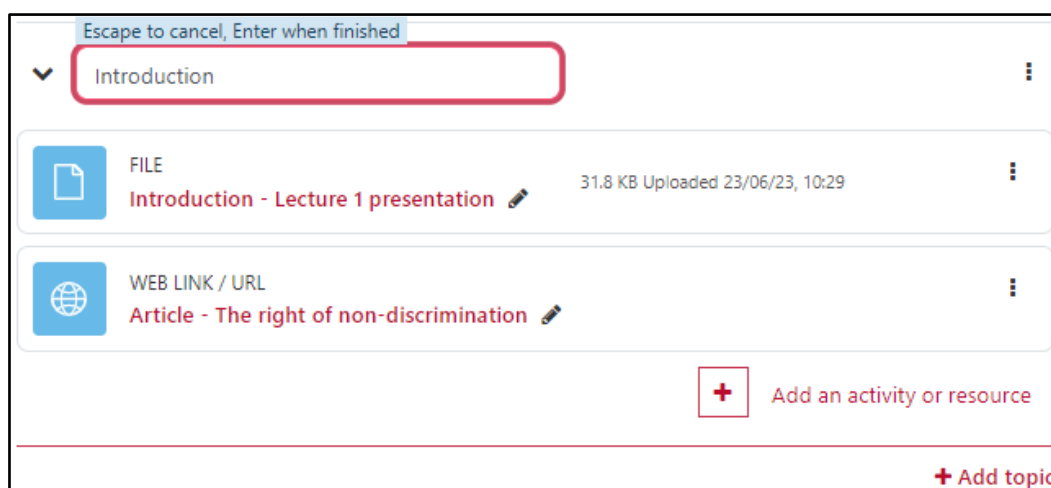 Escape to cancel, Enter when finished
Introduction
FILE
Introduction - Lecture 1 presentation
31.8 KB Uploaded 23/06/23, 10:29
WEB LINK / URL
Article - The right of non-discrimination
+ Add an activity or resource
+ Add topic